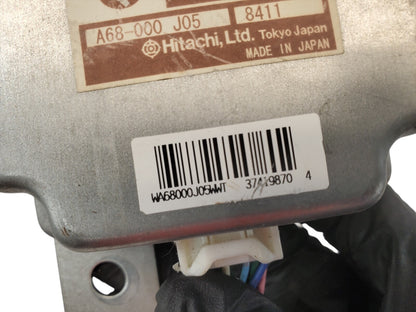 A68-000 J05 8411
Hitachi, Ltd. Tokyo Japan
MADE IN JAPAN
WA68000J05WWT 37419870 4